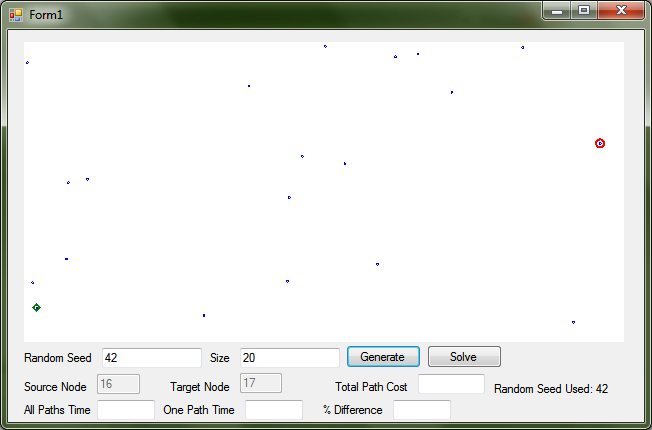 Form1
Random Seed 42 Size 20 Generate Solve
Source Node 16 Target Node 17 Total Path Cost Random Seed Used: 42
All Paths Time One Path Time % Difference